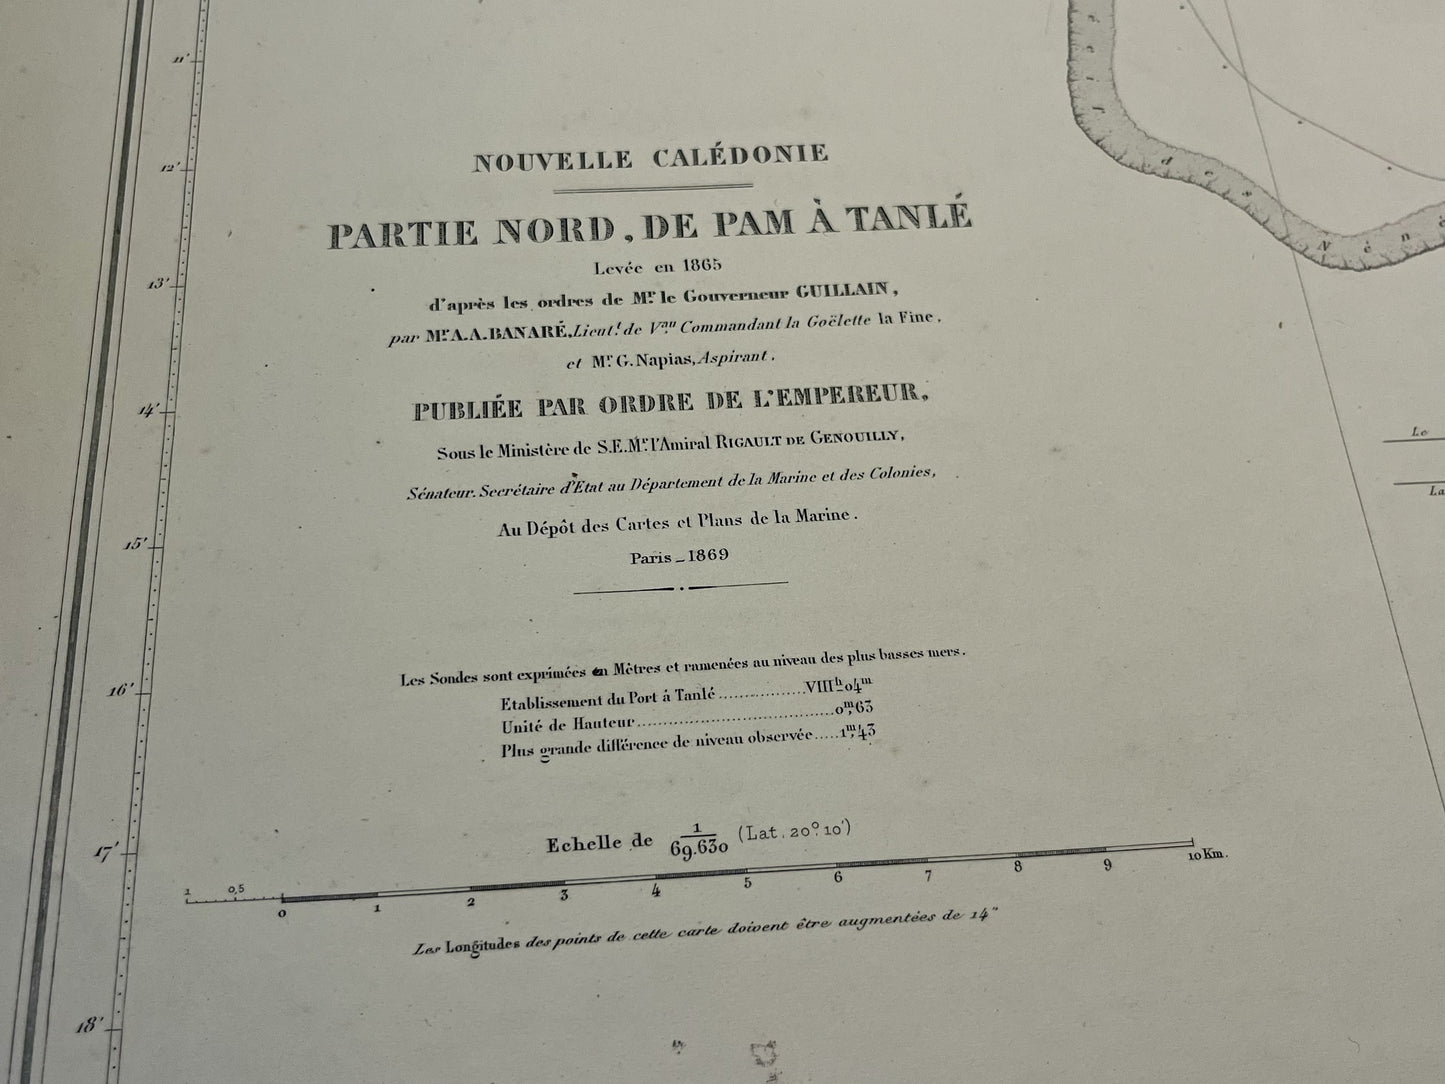 NOUVELLE CALÉDONIE
PARTIE NORD, DE PAM À TANLÉ
Levée en 1865
d'après les ordres de Mr. le Gouverneur GUILLAIN,
par Mr. A.A. BANARÉ, Lieut! de Vau Commandant la Goëlette la Fine.
et Mr. G. Napias, Aspirant.
PUBLIÉE PAR ORDRE DE L'EMPEREUR,
Sous le Ministère de S.E. Mr. l'Amiral RIGAULT DE GENOUILLY,
Sénateur. Secrétaire d'Etat au Département de la Marine et des Colonies,
Au Dépôt des Cartes et Plans de la Marine.
Paris _ 1869
Les Sondes sont exprimées en Mètres et ramenées au niveau des plus basses mers.
Etablissement du Port à Tanlé ................VIIIh 04m
Unité de Hauteur....................................0m,63
Plus grande différence de niveau observée.....1m,43
Echelle de 1/69.630 (Lat. 20° 10')
1 0,5 0 1 2 3 4 5 6 7 8 9 10 Km.
Les Longitudes des points de cette carte doivent être augmentées de 14"
11'
12'
13'
14'
15'
16'
17'
18'
Le
La